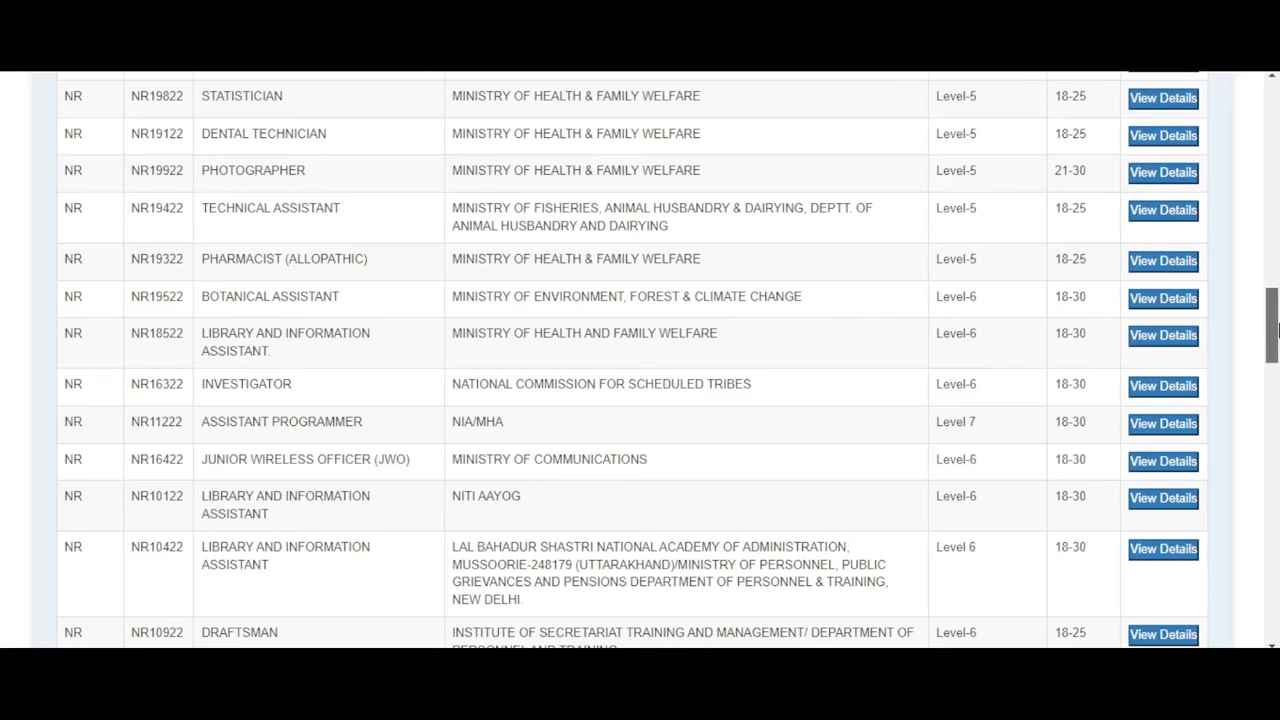 NR NR19822 STATISTICIAN MINISTRY OF HEALTH & FAMILY WELFARE Level-5 18-25 View Details
NR NR19122 DENTAL TECHNICIAN MINISTRY OF HEALTH & FAMILY WELFARE Level-5 18-25 View Details
NR NR19922 PHOTOGRAPHER MINISTRY OF HEALTH & FAMILY WELFARE Level-5 21-30 View Details
NR NR19422 TECHNICAL ASSISTANT MINISTRY OF FISHERIES, ANIMAL HUSBANDRY & DAIRYING, DEPTT. OF Level-5 18-25 View Details
ANIMAL HUSBANDRY AND DAIRYING
NR NR19322 PHARMACIST (ALLOPATHIC) MINISTRY OF HEALTH & FAMILY WELFARE Level-5 18-25 View Details
NR NR19522 BOTANICAL ASSISTANT MINISTRY OF ENVIRONMENT, FOREST & CLIMATE CHANGE Level-6 18-30 View Details
NR NR18522 LIBRARY AND INFORMATION MINISTRY OF HEALTH AND FAMILY WELFARE Level-6 18-30 View Details
ASSISTANT.
NR NR16322 INVESTIGATOR NATIONAL COMMISSION FOR SCHEDULED TRIBES Level-6 18-30 View Details
NR NR11222 ASSISTANT PROGRAMMER NIA/MHA Level 7 18-30 View Details
NR NR16422 JUNIOR WIRELESS OFFICER (JWO) MINISTRY OF COMMUNICATIONS Level-6 18-30 View Details
NR NR10122 LIBRARY AND INFORMATION NITI AAYOG Level-6 18-30 View Details
ASSISTANT
NR NR10422 LIBRARY AND INFORMATION LAL BAHADUR SHASTRI NATIONAL ACADEMY OF ADMINISTRATION, Level 6 18-30 View Details
ASSISTANT MUSSOORIE-248179 (UTTARAKHAND)/MINISTRY OF PERSONNEL, PUBLIC
GRIEVANCES AND PENSIONS DEPARTMENT OF PERSONNEL & TRAINING,
NEW DELHI.
NR NR10922 DRAFTSMAN INSTITUTE OF SECRETARIAT TRAINING AND MANAGEMENT/ DEPARTMENT OF Level-6 18-25 View Details